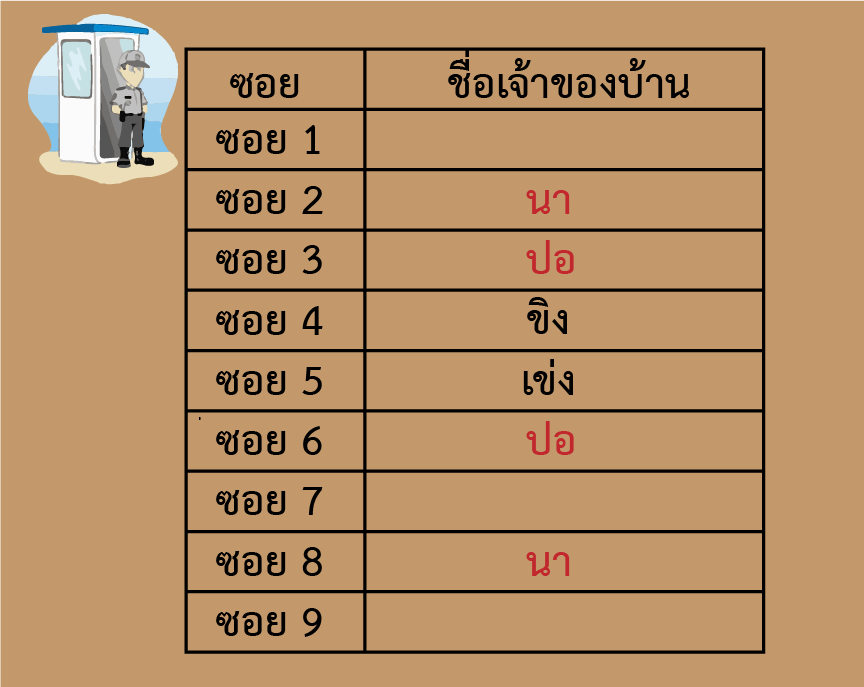 ซอย ชื่อเจ้าของบ้าน
ซอย 1
ซอย 2 นา
ซอย 3 ปอ
ซอย 4 ขิง
ซอย 5 เข่ง
ซอย 6 ปอ
ซอย 7
ซอย 8 นา
ซอย 9